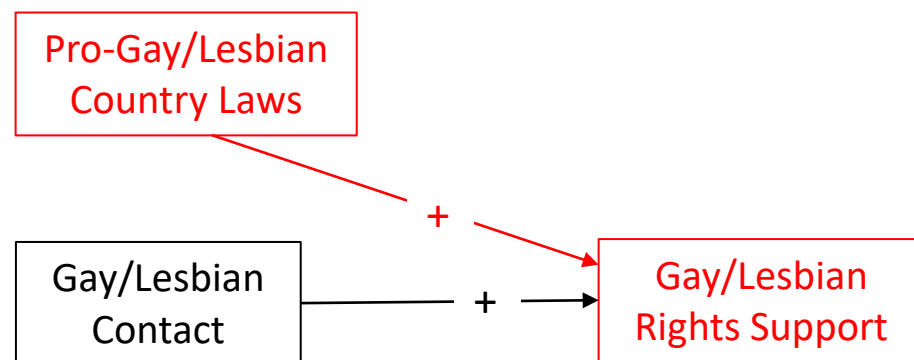 Pro-Gay/Lesbian
Country Laws
+
Gay/Lesbian
Contact
+
Gay/Lesbian
Rights Support